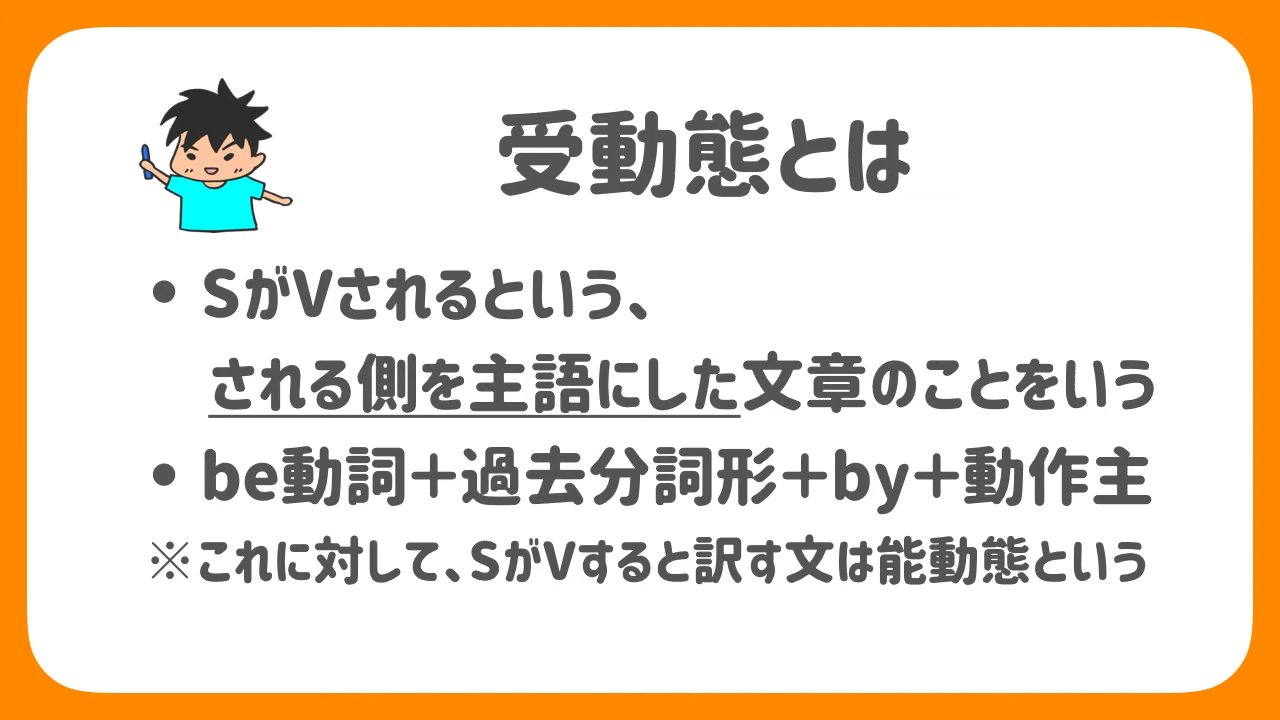 受動態とは
• SがVされるという、
される側を主語にした文章のことをいう
• be動詞＋過去分詞形＋by＋動作主
※これに対して、SがVすると訳す文は能動態という